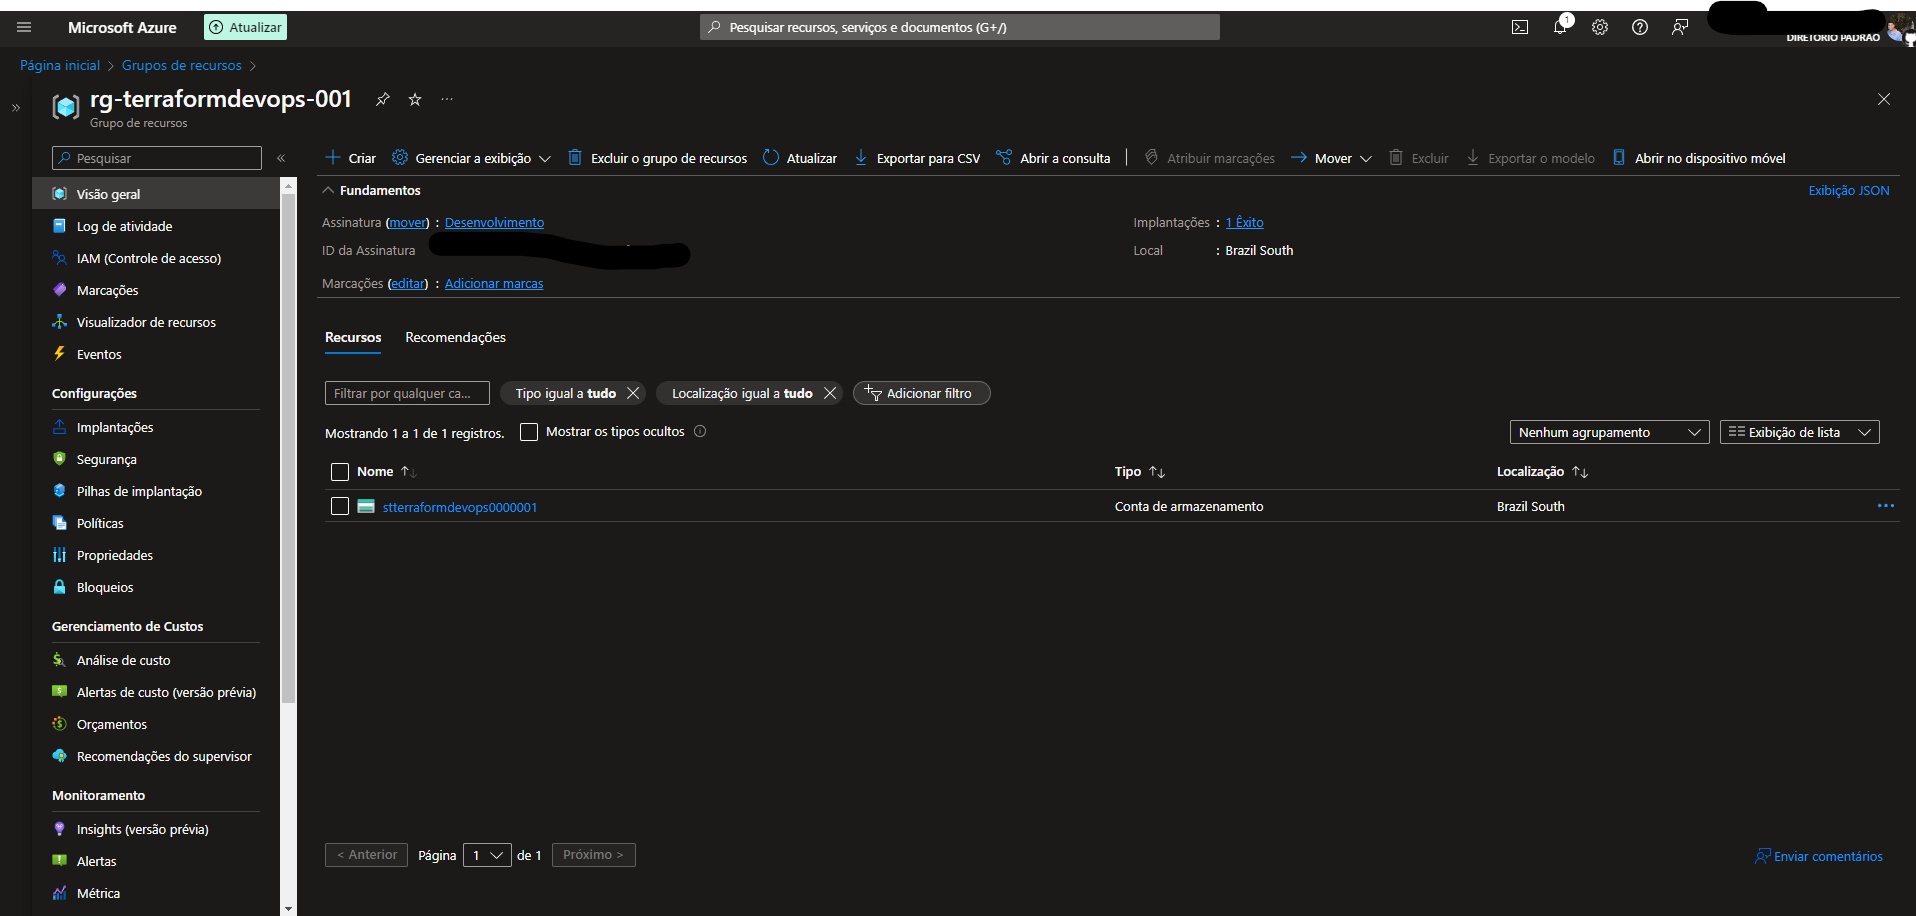 Microsoft Azure
Atualizar
Pesquisar recursos, serviços e documentos (G+/)
1
DIRETÓRIO PADRÃO
Página inicial > Grupos de recursos >
rg-terraformdevops-001
Grupo de recursos
Pesquisar
Visão geral
Log de atividade
IAM (Controle de acesso)
Marcações
Visualizador de recursos
Eventos
Configurações
Implantações
Segurança
Pilhas de implantação
Políticas
Propriedades
Bloqueios
Gerenciamento de Custos
Análise de custo
Alertas de custo (versão prévia)
Orçamentos
Recomendações do supervisor
Monitoramento
Insights (versão prévia)
Alertas
Métrica
Criar Gerenciar a exibição Excluir o grupo de recursos Atualizar Exportar para CSV Abrir a consulta Atribuir marcações Mover Excluir Exportar o modelo Abrir no dispositivo móvel
Fundamentos
Exibição JSON
Assinatura (mover) : Desenvolvimento
Implantações : 1 Êxito
ID da Assinatura
Local : Brazil South
Marcações (editar) : Adicionar marcas
Recursos Recomendações
Filtrar por qualquer ca... Tipo igual a tudo Localização igual a tudo Adicionar filtro
Mostrando 1 a 1 de 1 registros. Mostrar os tipos ocultos
Nenhum agrupamento Exibição de lista
Nome Tipo Localização
stterraformdevops0000001 Conta de armazenamento Brazil South
< Anterior Página 1 de 1 Próximo >
Enviar comentários